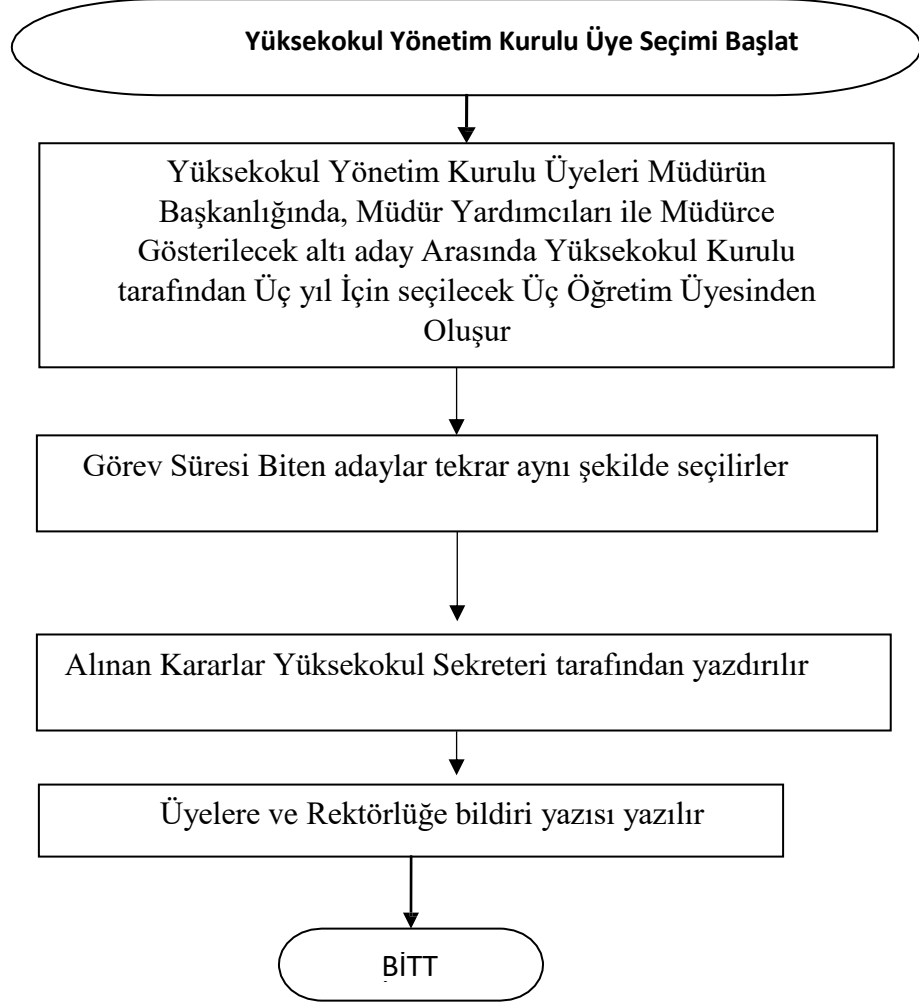 Yüksekokul Yönetim Kurulu Üye Seçimi Başlat
Yüksekokul Yönetim Kurulu Üyeleri Müdürün
Başkanlığında, Müdür Yardımcıları ile Müdürce
Gösterilecek altı aday Arasında Yüksekokul Kurulu
tarafından Üç yıl İçin seçilecek Üç Öğretim Üyesinden
Oluşur
Görev Süresi Biten adaylar tekrar aynı şekilde seçilirler
Alınan Kararlar Yüksekokul Sekreteri tarafından yazdırılır
Üyelere ve Rektörlüğe bildiri yazısı yazılır
BİTT